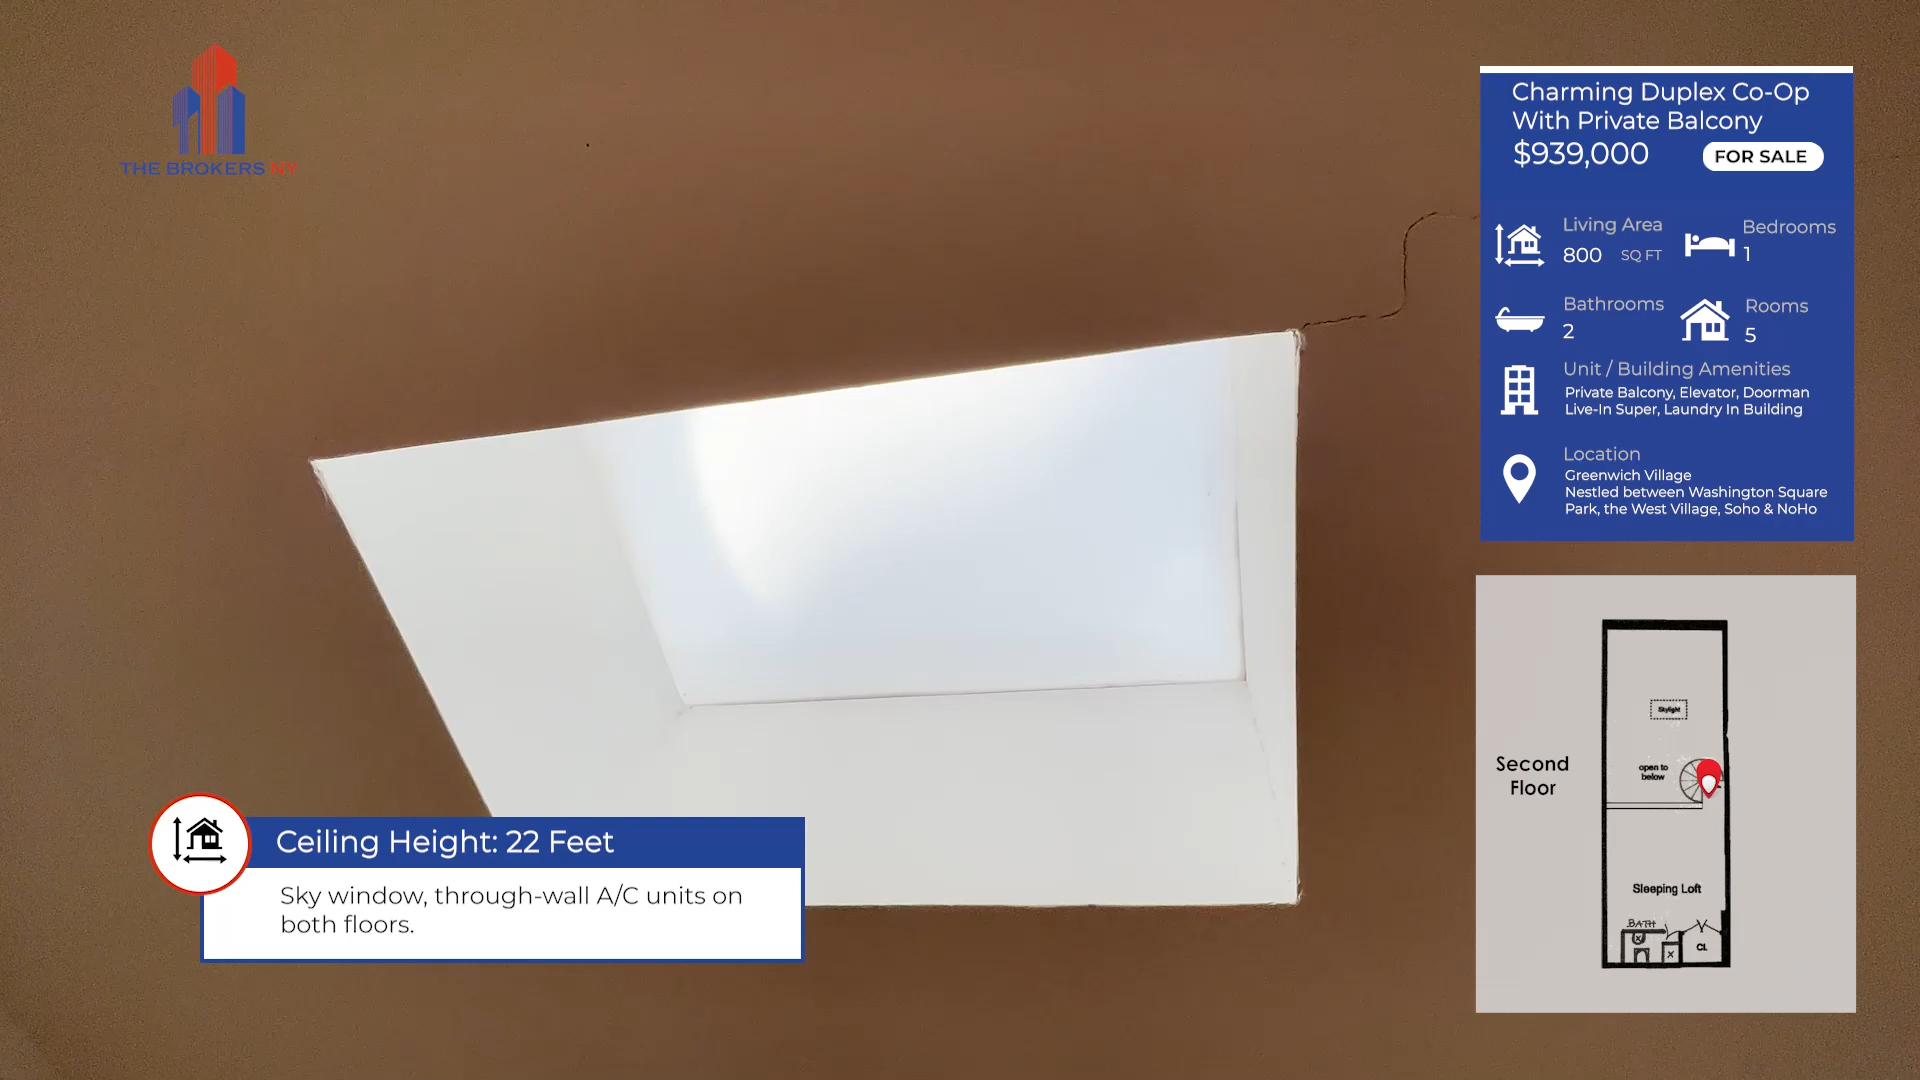 THE BROKERS NY
Charming Duplex Co-Op
With Private Balcony
$939,000
FOR SALE
Living Area
800 SQ FT
Bedrooms
1
Bathrooms
2
Rooms
5
Unit / Building Amenities
Private Balcony, Elevator, Doorman
Live-In Super, Laundry In Building
Location
Greenwich Village
Nestled between Washington Square
Park, the West Village, Soho & NoHo
Ceiling Height: 22 Feet
Sky window, through-wall A/C units on
both floors.
Second
Floor
Skylight
open to
below
Sleeping Loft
BATH
CL